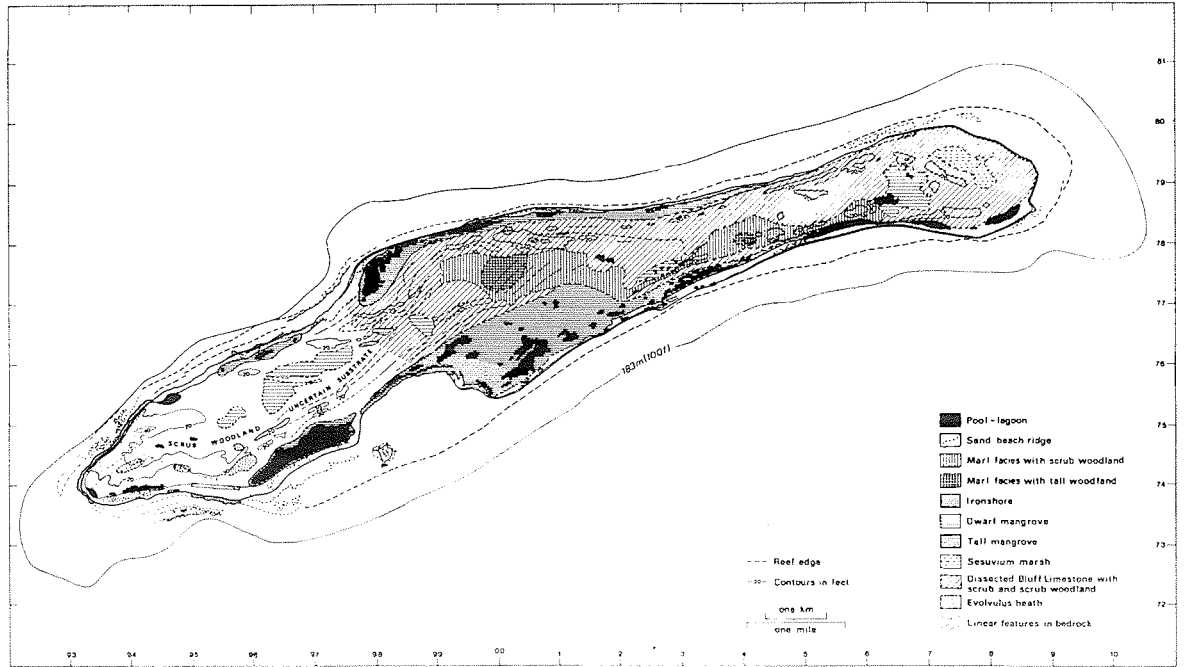 81
80
79
78
77
76
75
74
73
72
183m(100f)
UNCERTAIN SUBSTRATE
SCRUB WOODLAND
Pool - lagoon
Sand beach ridge
Marl facies with scrub woodland
Marl facies with tall woodland
Ironshore
Dwarf mangrove
Tall mangrove
Sesuvium marsh
Dissected Bluff Limestone with
scrub and scrub woodland
Evolvulus heath
Linear features in bedrock
Reef edge
20 Contours in feet
one km
one mile
93 94 95 96 97 98 99 00 1 2 3 4 5 6 7 8 9 10